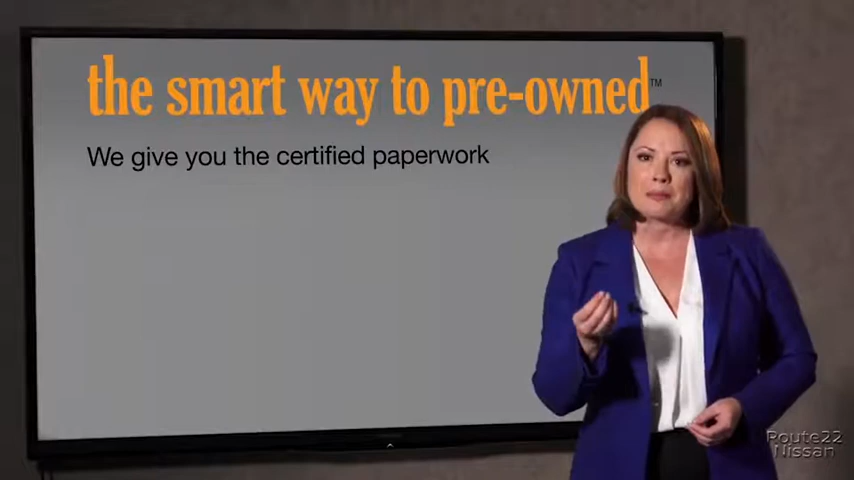 the smart way to pre-owned™
We give you the certified paperwork
Route22
Nissan